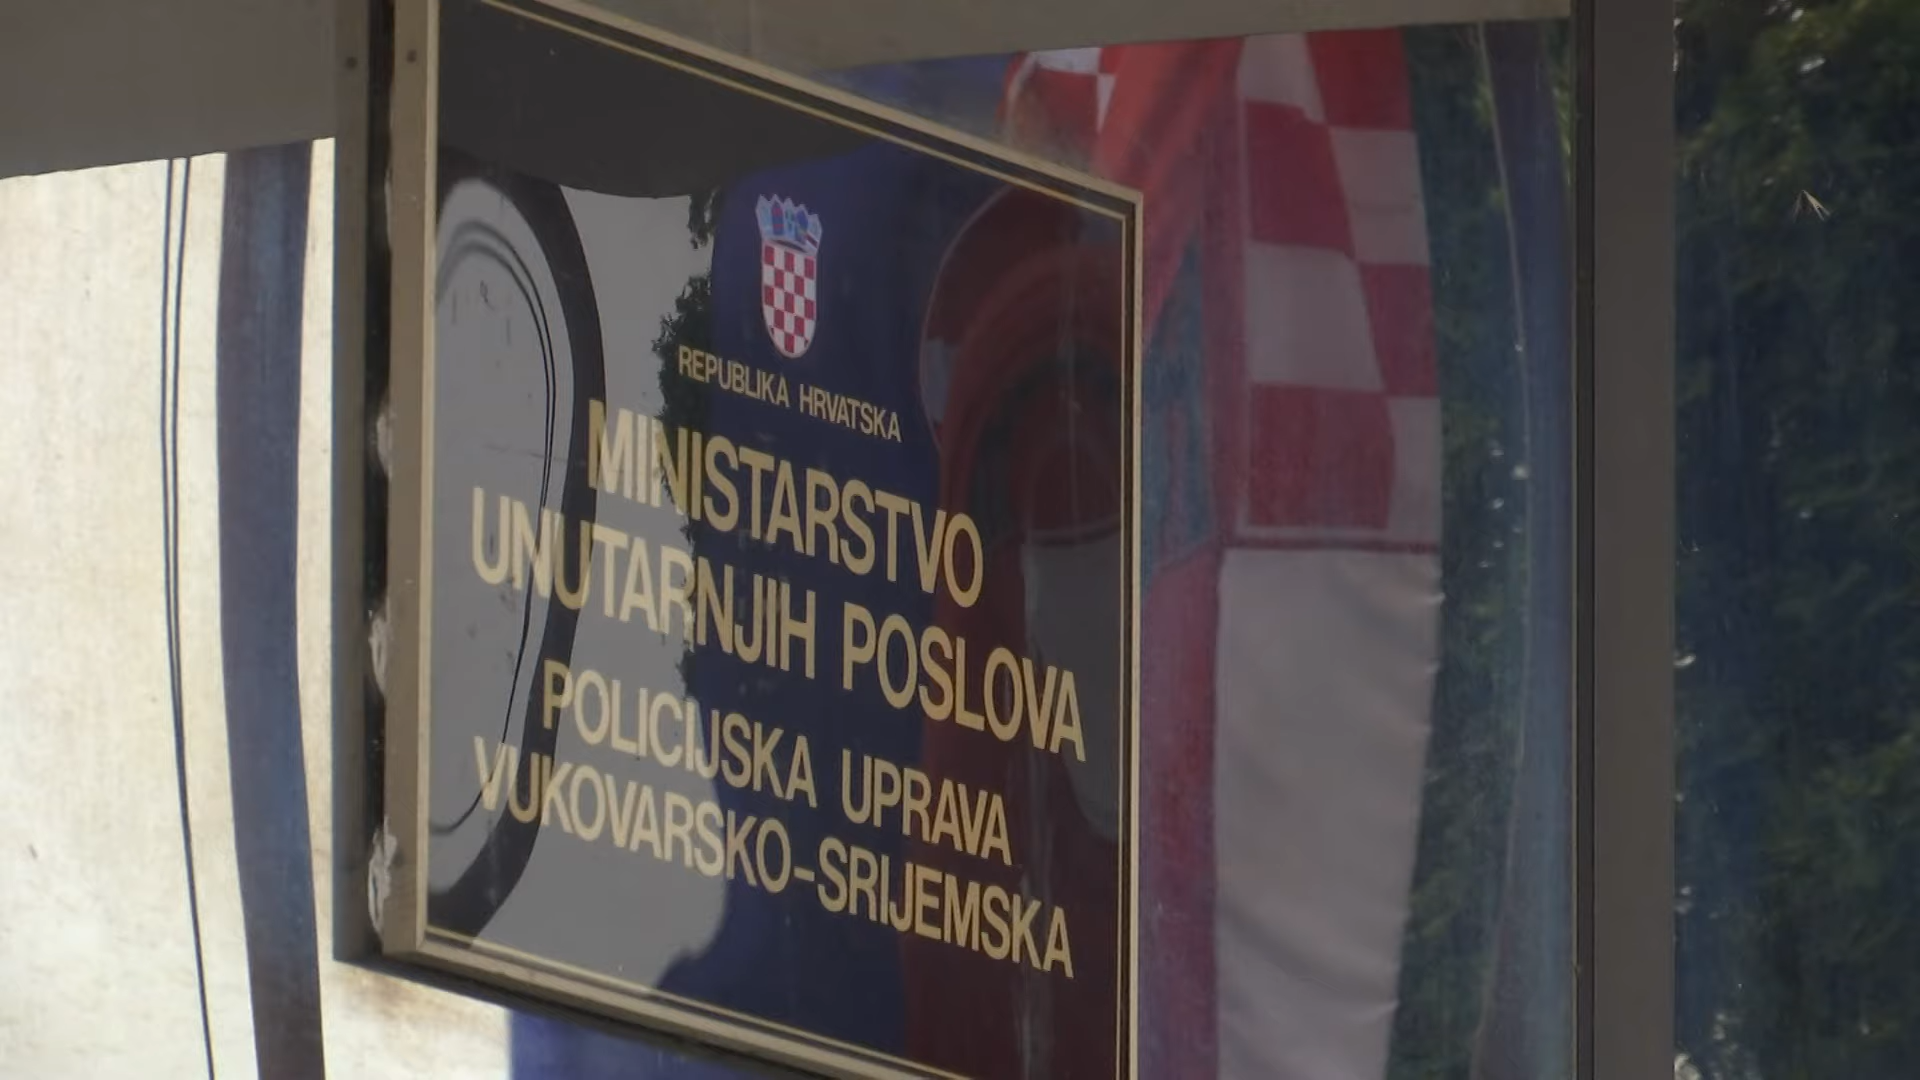 REPUBLIKA HRVATSKA
MINISTARSTVO
UNUTARNJIH POSLOVA
POLICIJSKA UPRAVA
VUKOVARSKO-SRIJEMSKA